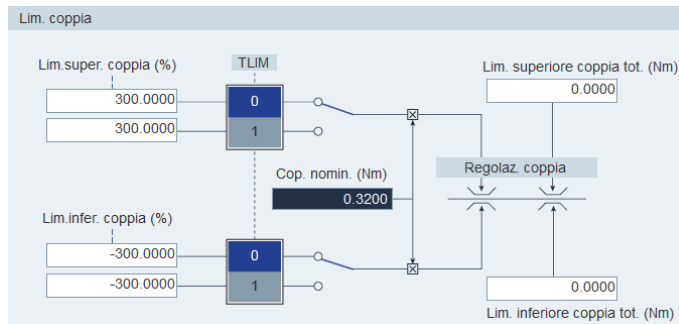 Lim. coppia
Lim.super. coppia (%)
TLIM
Lim. superiore coppia tot. (Nm)
300.0000
0
0.0000
300.0000
1
Cop. nomin. (Nm)
Regolaz. coppia
0.3200
Lim.infer. coppia (%)
-300.0000
0
-300.0000
1
0.0000
Lim. inferiore coppia tot. (Nm)